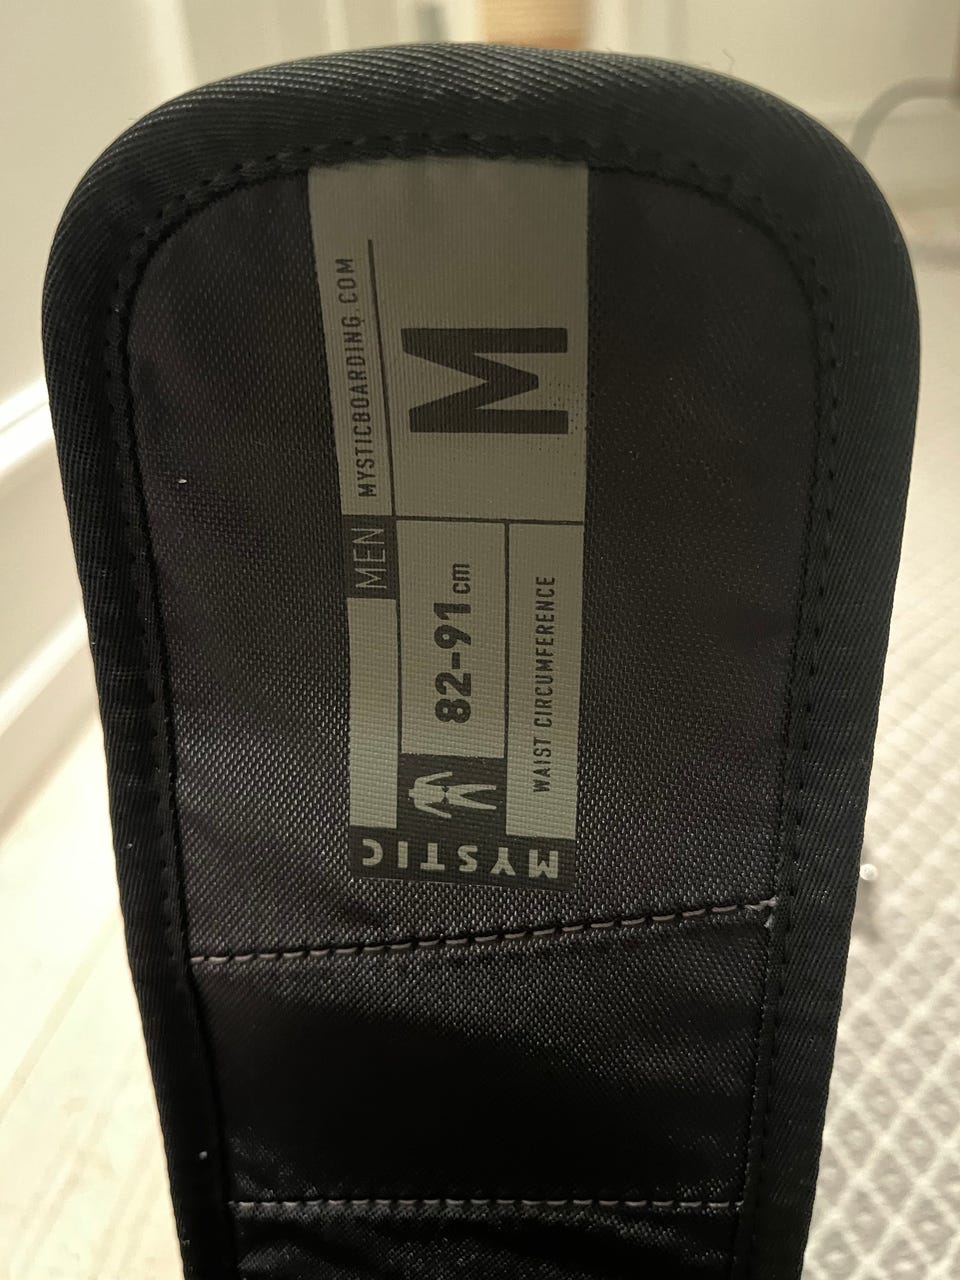 MYSTIC
MEN
MYSTICBOARDING.COM
82-91 cm
WAIST CIRCUMFERENCE
M